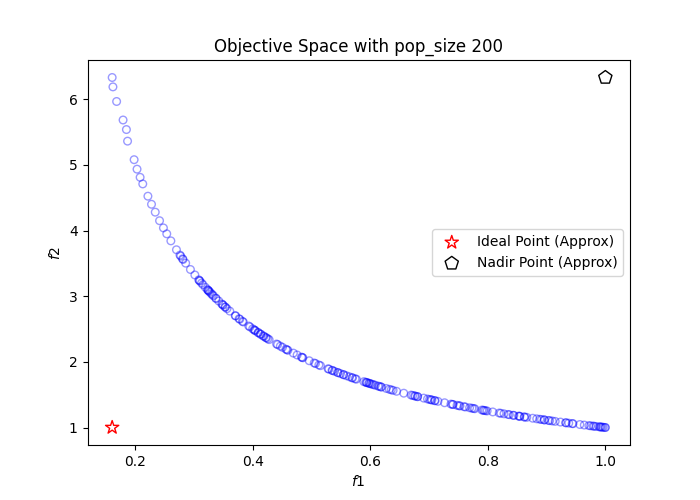 Objective Space with pop_size 200
6
5
4
3
2
1
f2
Ideal Point (Approx)
Nadir Point (Approx)
0.2 0.4 0.6 0.8 1.0
f1